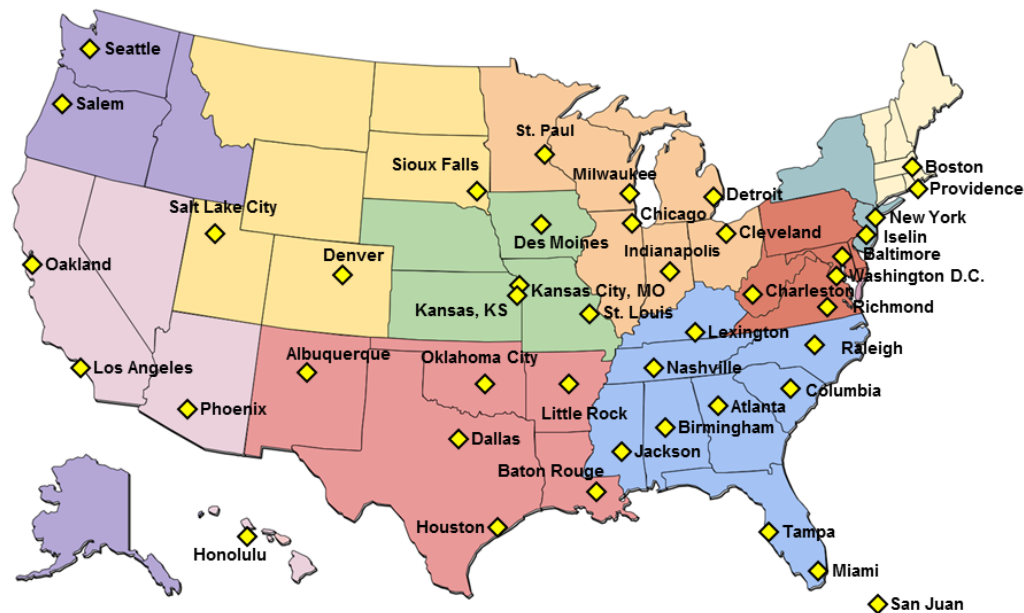 Seattle
Salem
St. Paul
Sioux Falls
Milwaukee
Boston
Detroit
Providence
Salt Lake City
Chicago
New York
Cleveland
Iselin
Des Moines
Indianapolis
Denver
Baltimore
Oakland
Washington D.C.
Kansas City, MO
Charleston
Kansas, KS
Richmond
St. Louis
Lexington
Raleigh
Albuquerque
Oklahoma City
Los Angeles
Nashville
Columbia
Phoenix
Little Rock
Atlanta
Birmingham
Dallas
Jackson
Baton Rouge
Houston
Tampa
Honolulu
Miami
San Juan